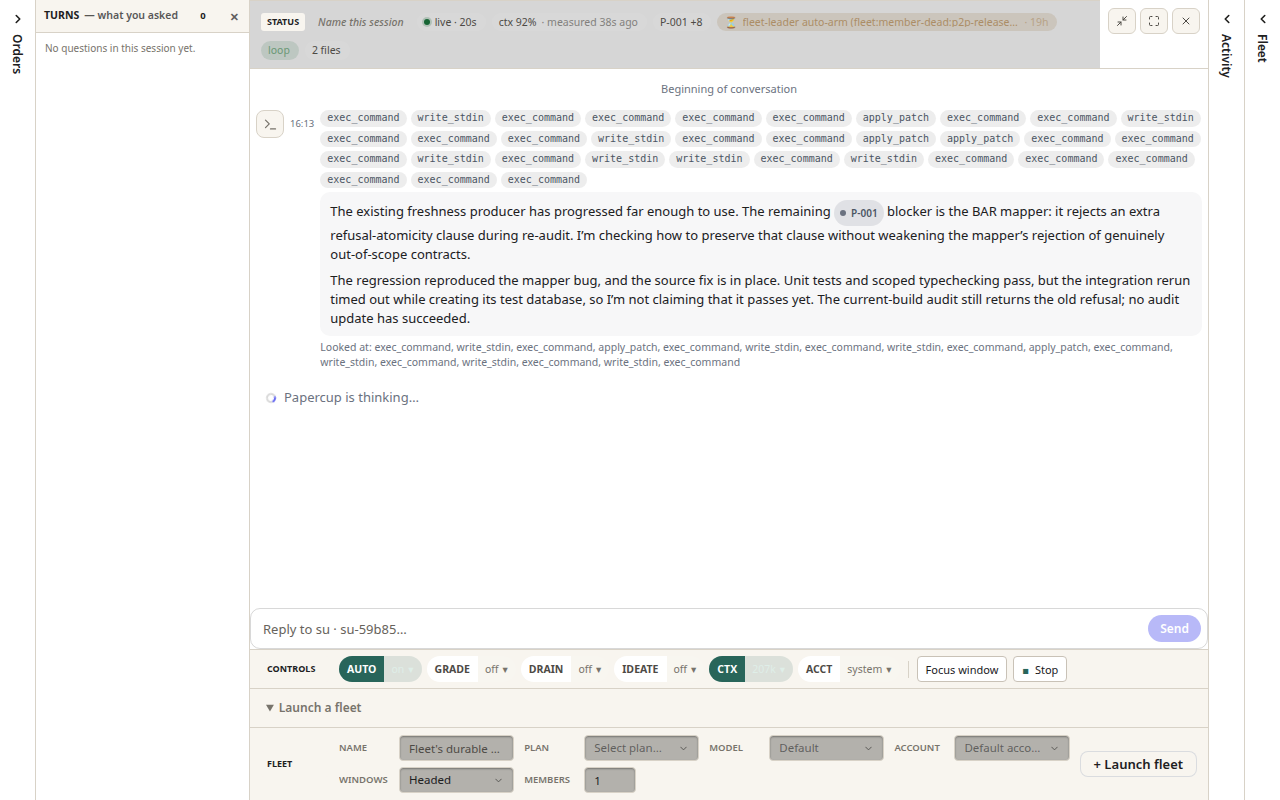 Orders
TURNS — what you asked 0 ×
No questions in this session yet.
STATUS Name this session live · 20s ctx 92% · measured 38s ago P-001 +8 ⏳ fleet-leader auto-arm (fleet:member-dead:p2p-release… · 19h
loop 2 files
Beginning of conversation
16:13 exec_command write_stdin exec_command exec_command exec_command exec_command apply_patch exec_command exec_command write_stdin
exec_command exec_command exec_command write_stdin exec_command exec_command apply_patch apply_patch exec_command exec_command
exec_command write_stdin exec_command write_stdin write_stdin exec_command write_stdin exec_command exec_command exec_command
exec_command exec_command exec_command
The existing freshness producer has progressed far enough to use. The remaining P-001 blocker is the BAR mapper: it rejects an extra
refusal-atomicity clause during re-audit. I’m checking how to preserve that clause without weakening the mapper’s rejection of genuinely
out-of-scope contracts.
The regression reproduced the mapper bug, and the source fix is in place. Unit tests and scoped typechecking pass, but the integration rerun
timed out while creating its test database, so I’m not claiming that it passes yet. The current-build audit still returns the old refusal; no audit
update has succeeded.
Looked at: exec_command, write_stdin, exec_command, apply_patch, exec_command, write_stdin, exec_command, write_stdin, exec_command, apply_patch, exec_command,
write_stdin, exec_command, write_stdin, exec_command, write_stdin, exec_command
Papercup is thinking…
Reply to su · su-59b85… Send
CONTROLS AUTO GRADE off ▾ DRAIN off ▾ IDEATE off ▾ CTX ACCT system ▾ Focus window ■ Stop
▼ Launch a fleet
FLEET NAME Fleet's durable … PLAN Select plan… MODEL Default ACCOUNT Default acco… + Launch fleet
WINDOWS Headed MEMBERS 1
Activity
Fleet